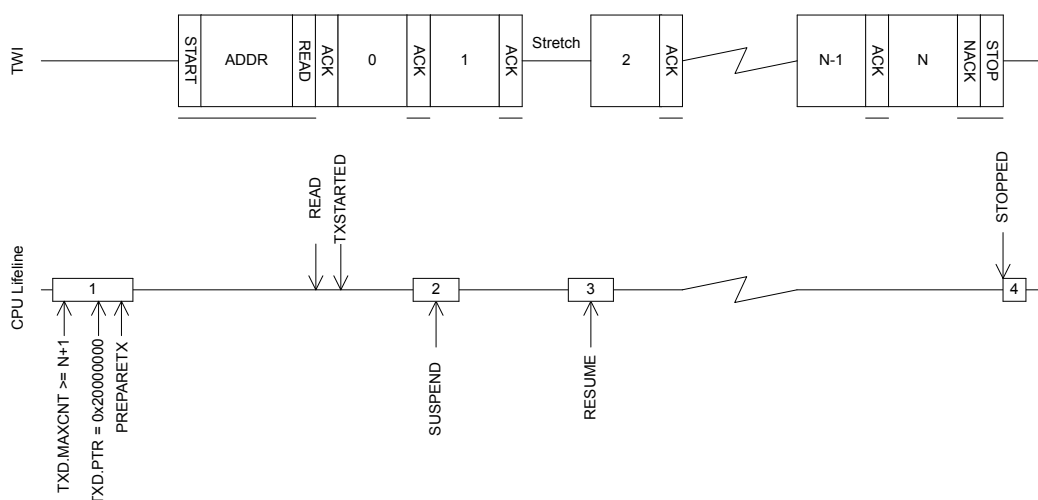 TWI
START
ADDR
READ
ACK
0
ACK
1
ACK
Stretch
2
ACK
N-1
ACK
N
NACK
STOP
CPU Lifeline
READ
TXSTARTED
STOPPED
1
2
3
4
TXD.MAXCNT >= N+1
TXD.PTR = 0x20000000
PREPARETX
SUSPEND
RESUME